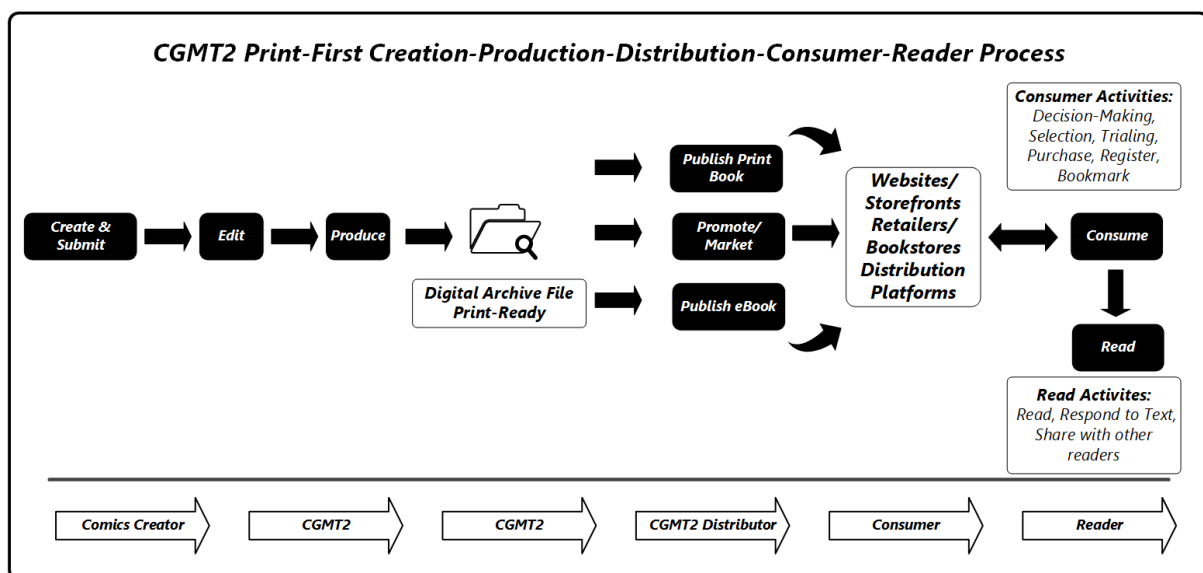 CGMT2 Print-First Creation-Production-Distribution-Consumer-Reader Process
Consumer Activities:
Decision-Making,
Selection, Trialing,
Purchase, Register,
Bookmark
Create &
Submit
Edit
Produce
Digital Archive File
Print-Ready
Publish Print
Book
Promote/
Market
Publish eBook
Websites/
Storefronts
Retailers/
Bookstores
Distribution
Platforms
Consume
Read
Read Activites:
Read, Respond to Text,
Share with other
readers
Comics Creator
CGMT2
CGMT2
CGMT2 Distributor
Consumer
Reader